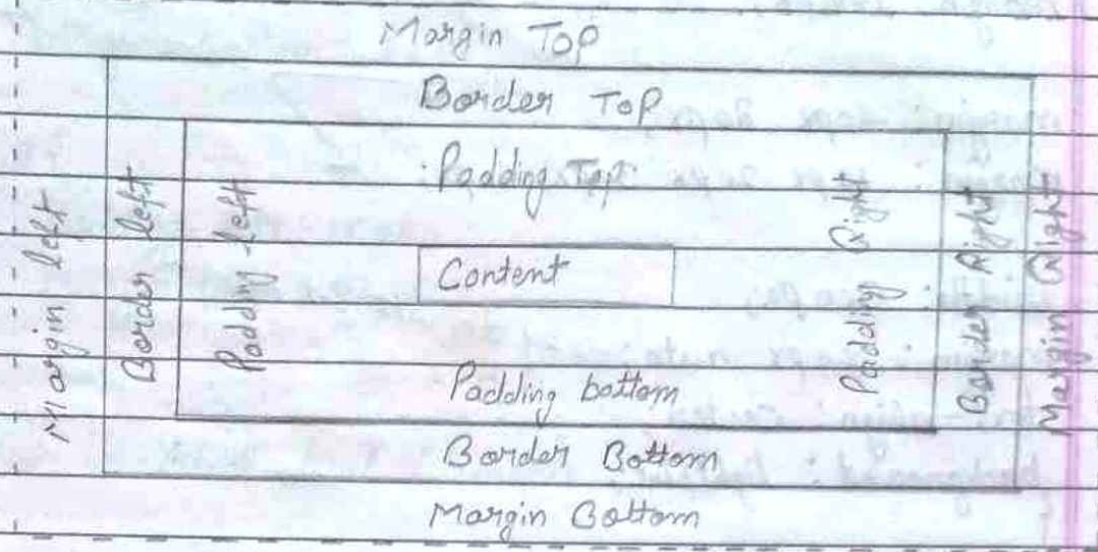 Margin Top
Border Top
Padding Top
Margin left
Border left
Padding left
Content
Padding Right
Border Right
Margin Right
Padding bottom
Border Bottom
Margin Bottom